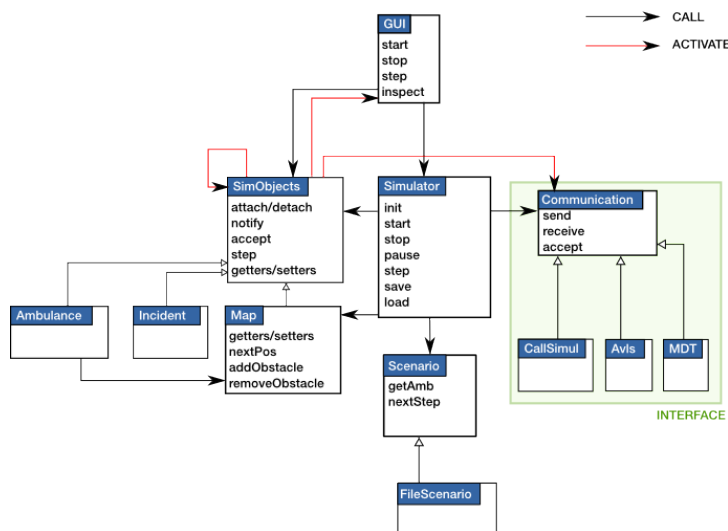 GUI
start
stop
step
inspect
CALL
ACTIVATE
SimObjects
attach/detach
notify
accept
step
getters/setters
Simulator
init
start
stop
pause
step
save
load
Communication
send
receive
accept
Ambulance
Incident
Map
getters/setters
nextPos
addObstacle
removeObstacle
Scenario
getAmb
nextStep
CallSimul
Avls
MDT
INTERFACE
FileScenario